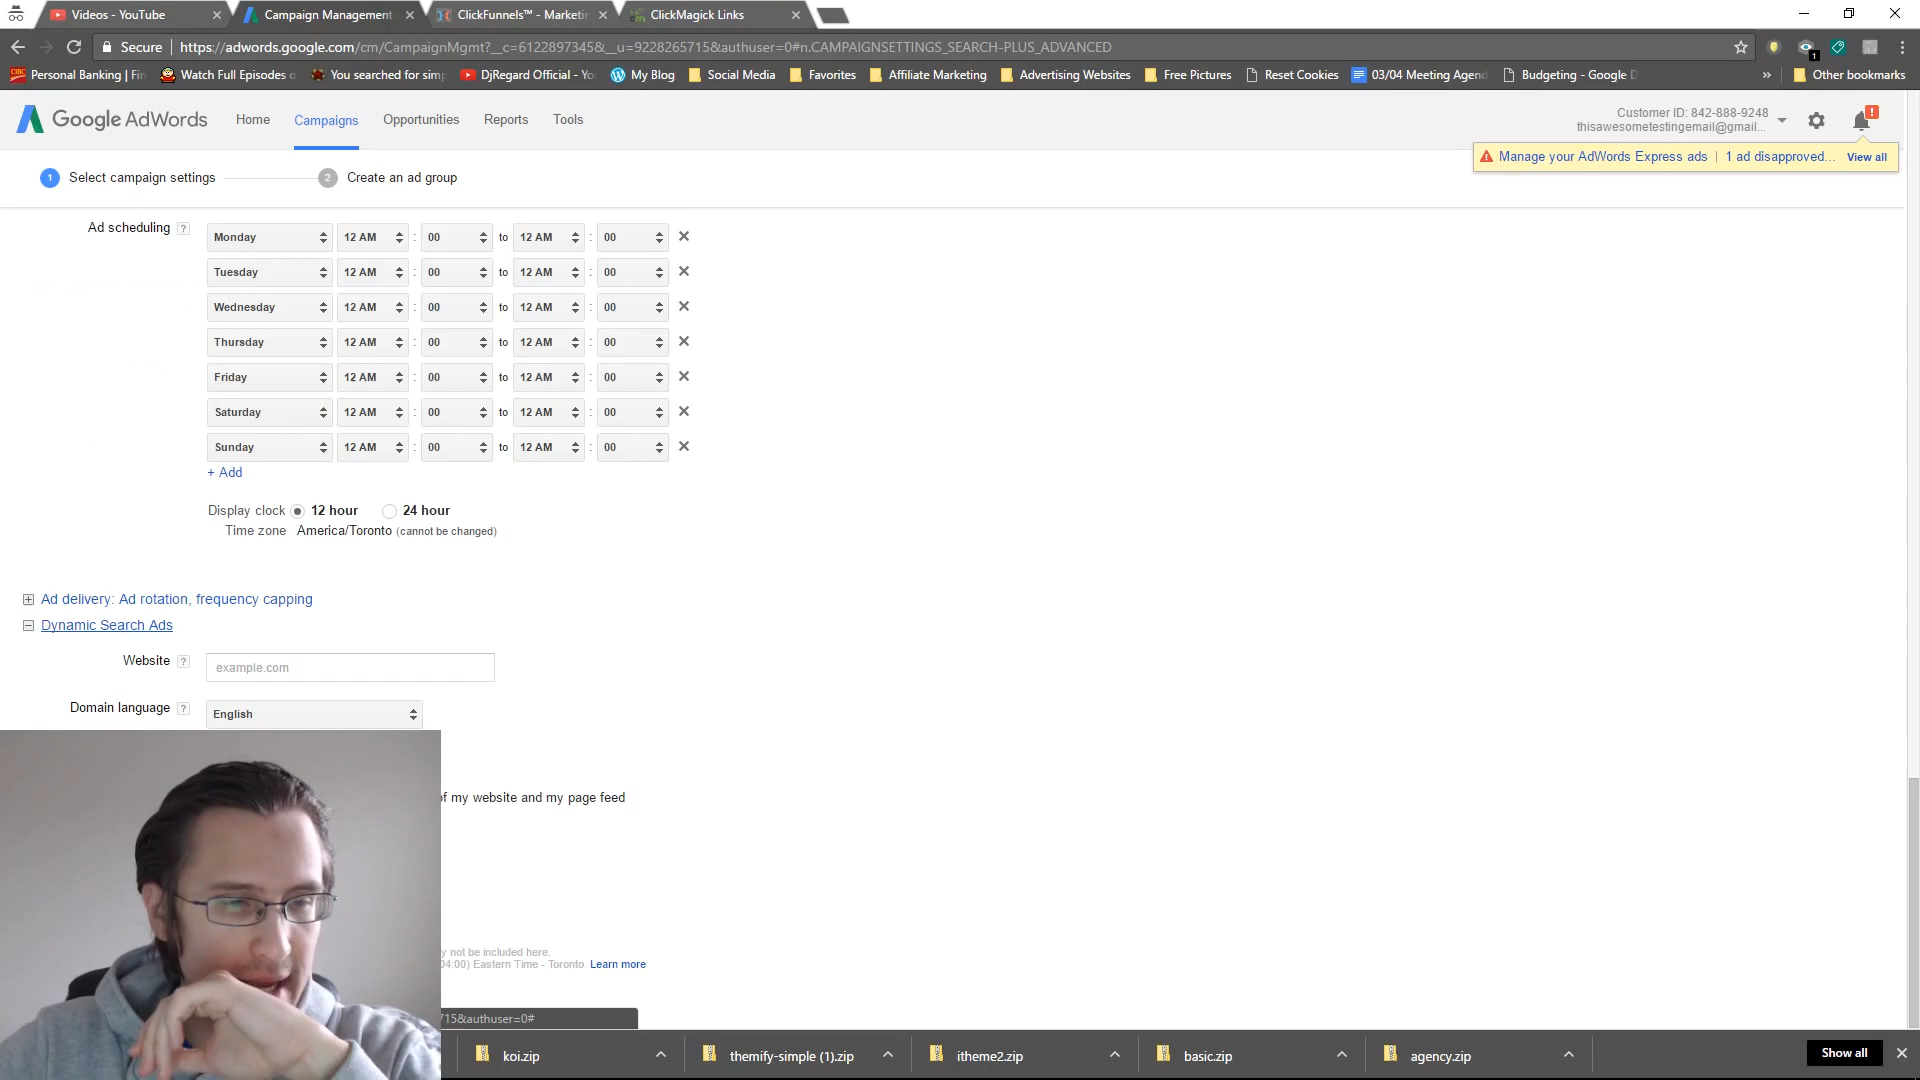 Videos - YouTube
Campaign Management
ClickFunnels™ - Marketin
ClickMagick Links
Secure
https://adwords.google.com/cm/CampaignMgmt?__c=6122897345&__u=9228265715&authuser=0#n.CAMPAIGNSETTINGS_SEARCH-PLUS_ADVANCED
Personal Banking | Fin
Watch Full Episodes o
You searched for simp
DjRegard Official - Yo
My Blog
Social Media
Favorites
Affiliate Marketing
Advertising Websites
Free Pictures
Reset Cookies
03/04 Meeting Agend
Budgeting - Google D
»
Other bookmarks
Google AdWords
Home
Campaigns
Opportunities
Reports
Tools
Customer ID: 842-888-9248
thisawesometestingemail@gmail...
Manage your AdWords Express ads | 1 ad disapproved... View all
1 Select campaign settings
2 Create an ad group
Ad scheduling ?
Monday 12 AM : 00 to 12 AM : 00
Tuesday 12 AM : 00 to 12 AM : 00
Wednesday 12 AM : 00 to 12 AM : 00
Thursday 12 AM : 00 to 12 AM : 00
Friday 12 AM : 00 to 12 AM : 00
Saturday 12 AM : 00 to 12 AM : 00
Sunday 12 AM : 00 to 12 AM : 00
+ Add
Display clock 12 hour 24 hour
Time zone America/Toronto (cannot be changed)
Ad delivery: Ad rotation, frequency capping
Dynamic Search Ads
Website ? example.com
Domain language ? English
of my website and my page feed
y not be included here.
04:00) Eastern Time - Toronto. Learn more
715&authuser=0#
koi.zip
themify-simple (1).zip
itheme2.zip
basic.zip
agency.zip
Show all